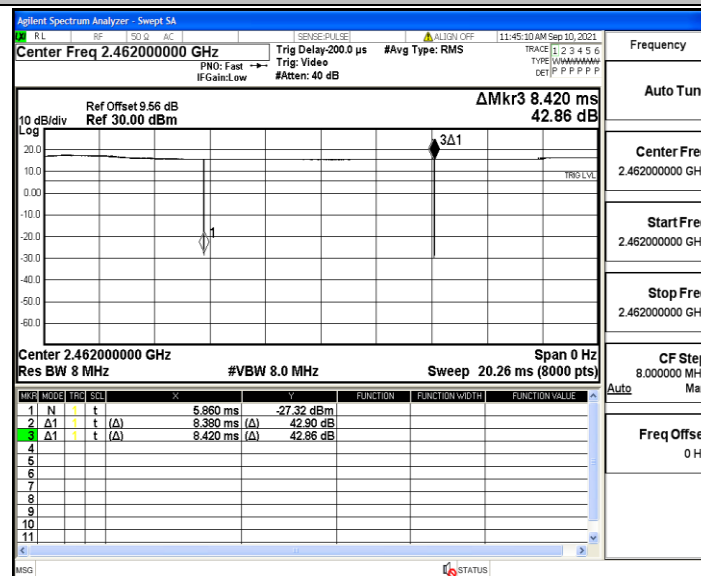 Agilent Spectrum Analyzer - Swept SA
RL RF 50 Ω AC SENSE:PULSE ALIGN OFF 11:45:10 AM Sep 10, 2021
Center Freq 2.462000000 GHz
PNO: Fast
IFGain:Low
Trig Delay-200.0 µs
Trig: Video
#Atten: 40 dB
#Avg Type: RMS
TRACE 1 2 3 4 5 6
TYPE
DET P P P P P P
Ref Offset 9.56 dB
10 dB/div Ref 30.00 dBm
Log
ΔMkr3 8.420 ms
42.86 dB
3Δ1
20.0
10.0
TRIG LVL
0.00
-10.0
1
-20.0
-30.0
-40.0
-50.0
-60.0
Center 2.462000000 GHz Span 0 Hz
Res BW 8 MHz #VBW 8.0 MHz Sweep 20.26 ms (8000 pts)
MKR MODE TRC SCL X Y FUNCTION FUNCTION WIDTH FUNCTION VALUE
1 N 1 t 5.860 ms -27.32 dBm
2 Δ1 1 t (Δ) 8.380 ms (Δ) 42.90 dB
3 Δ1 1 t (Δ) 8.420 ms (Δ) 42.86 dB
4
5
6
7
8
9
10
11
MSG STATUS
Frequency
Auto Tun
Center Fre
2.462000000 GH
Start Fre
2.462000000 GH
Stop Fre
2.462000000 GH
CF Step
8.000000 MH
Auto Ma
Freq Offse
0 H